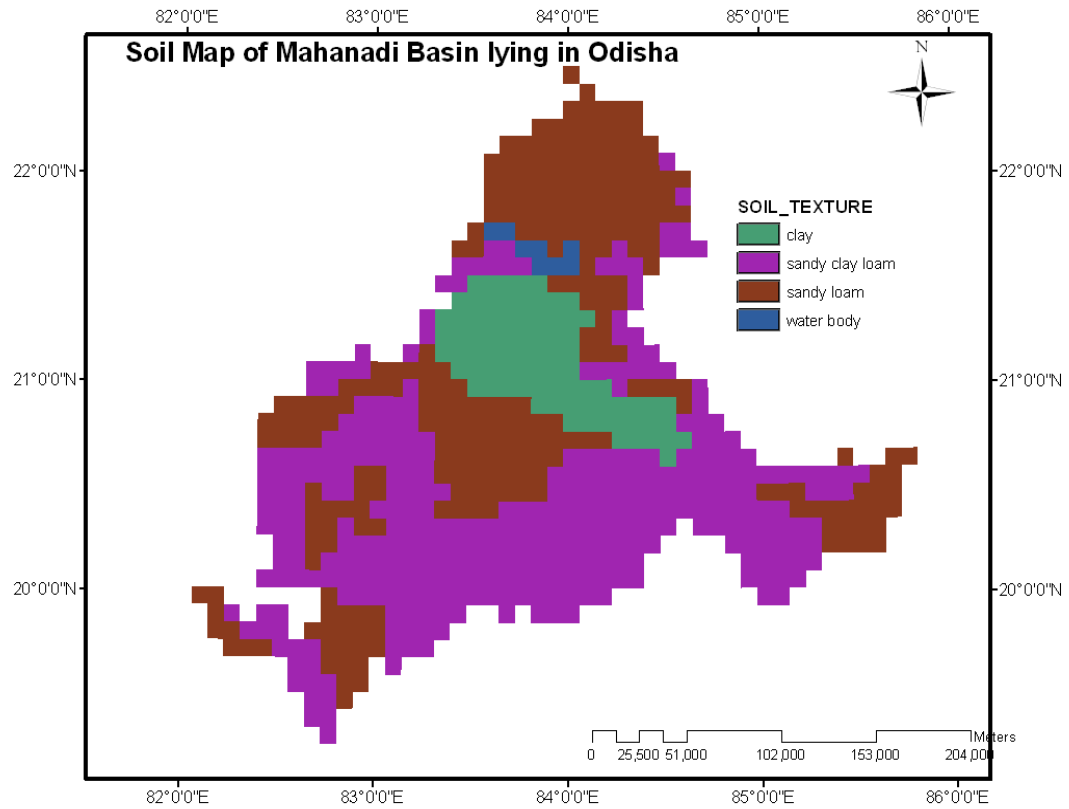 82°0'0"E 83°0'0"E 84°0'0"E 85°0'0"E 86°0'0"E
Soil Map of Mahanadi Basin lying in Odisha
N
22°0'0"N 22°0'0"N
SOIL_TEXTURE
clay
sandy clay loam
sandy loam
water body
21°0'0"N 21°0'0"N
20°0'0"N 20°0'0"N
Meters
0 25,500 51,000 102,000 153,000 204,000
82°0'0"E 83°0'0"E 84°0'0"E 85°0'0"E 86°0'0"E